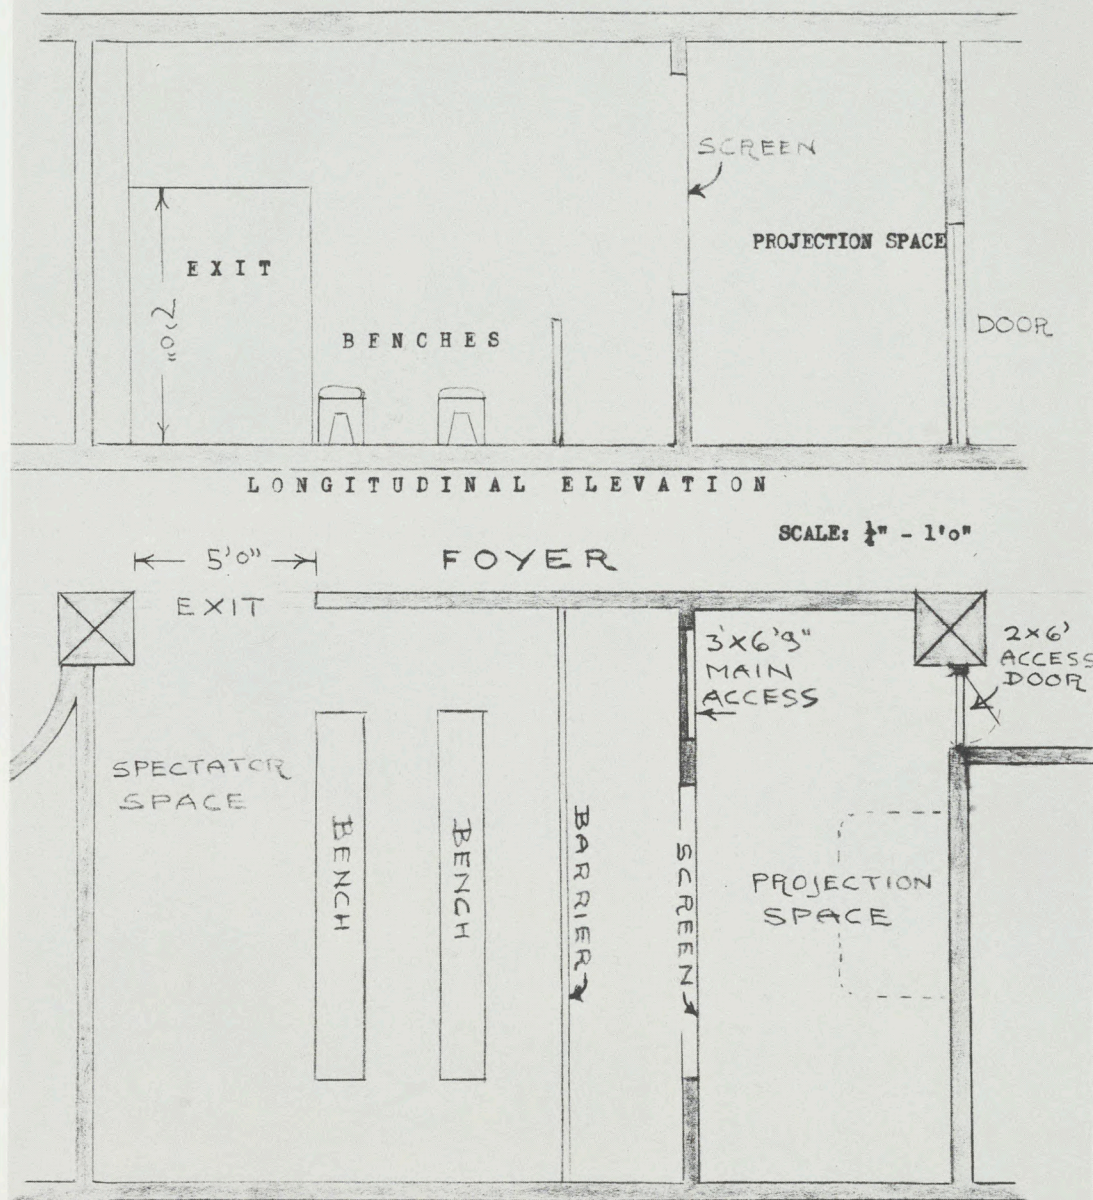 SCREEN
PROJECTION SPACE
EXIT
7'0"
DOOR
BENCHES
LONGITUDINAL ELEVATION
SCALE: ¼" - 1'0"
5'0"
FOYER
EXIT
3'X6'9"
MAIN
ACCESS
2X6'
ACCESS
DOOR
SPECTATOR
SPACE
BENCH
BENCH
BARRIER
SCREEN
PROJECTION
SPACE